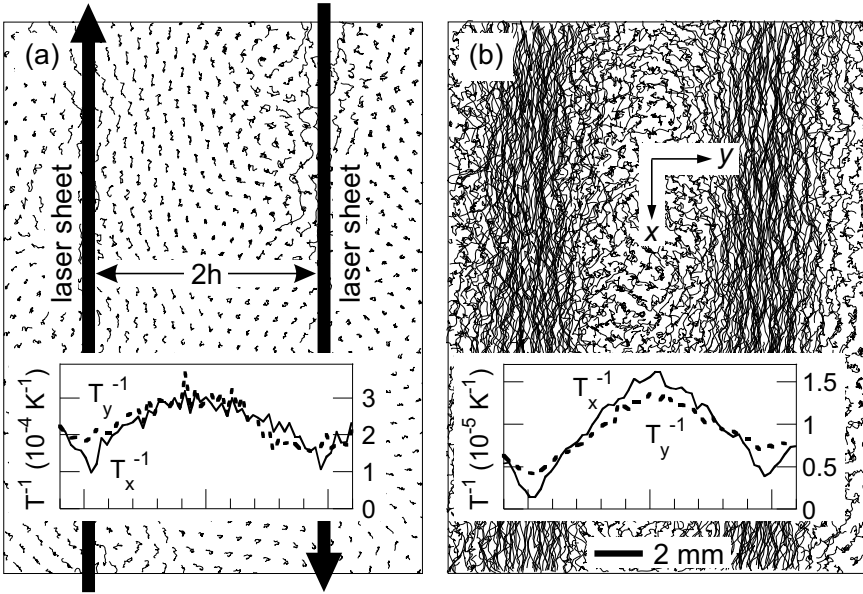 (a)
laser sheet
laser sheet
2h
T⁻¹ (10⁻⁴ K⁻¹)
T_y⁻¹
T_x⁻¹
3
2
1
0
(b)
y
x
T⁻¹ (10⁻⁵ K⁻¹)
T_x⁻¹
T_y⁻¹
1.5
1.0
0.5
0
2 mm